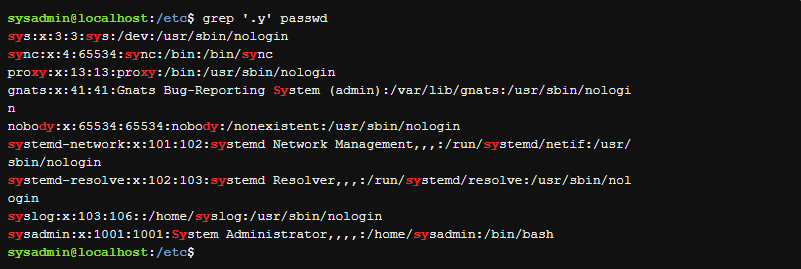 sysadmin@localhost:/etc$ grep '.y' passwd
sys:x:3:3:sys:/dev:/usr/sbin/nologin
sync:x:4:65534:sync:/bin:/bin/sync
proxy:x:13:13:proxy:/bin:/usr/sbin/nologin
gnats:x:41:41:Gnats Bug-Reporting System (admin):/var/lib/gnats:/usr/sbin/nologi
n
nobody:x:65534:65534:nobody:/nonexistent:/usr/sbin/nologin
systemd-network:x:101:102:systemd Network Management,,,:/run/systemd/netif:/usr/
sbin/nologin
systemd-resolve:x:102:103:systemd Resolver,,,:/run/systemd/resolve:/usr/sbin/nol
ogin
syslog:x:103:106::/home/syslog:/usr/sbin/nologin
sysadmin:x:1001:1001:System Administrator,,,,:/home/sysadmin:/bin/bash
sysadmin@localhost:/etc$